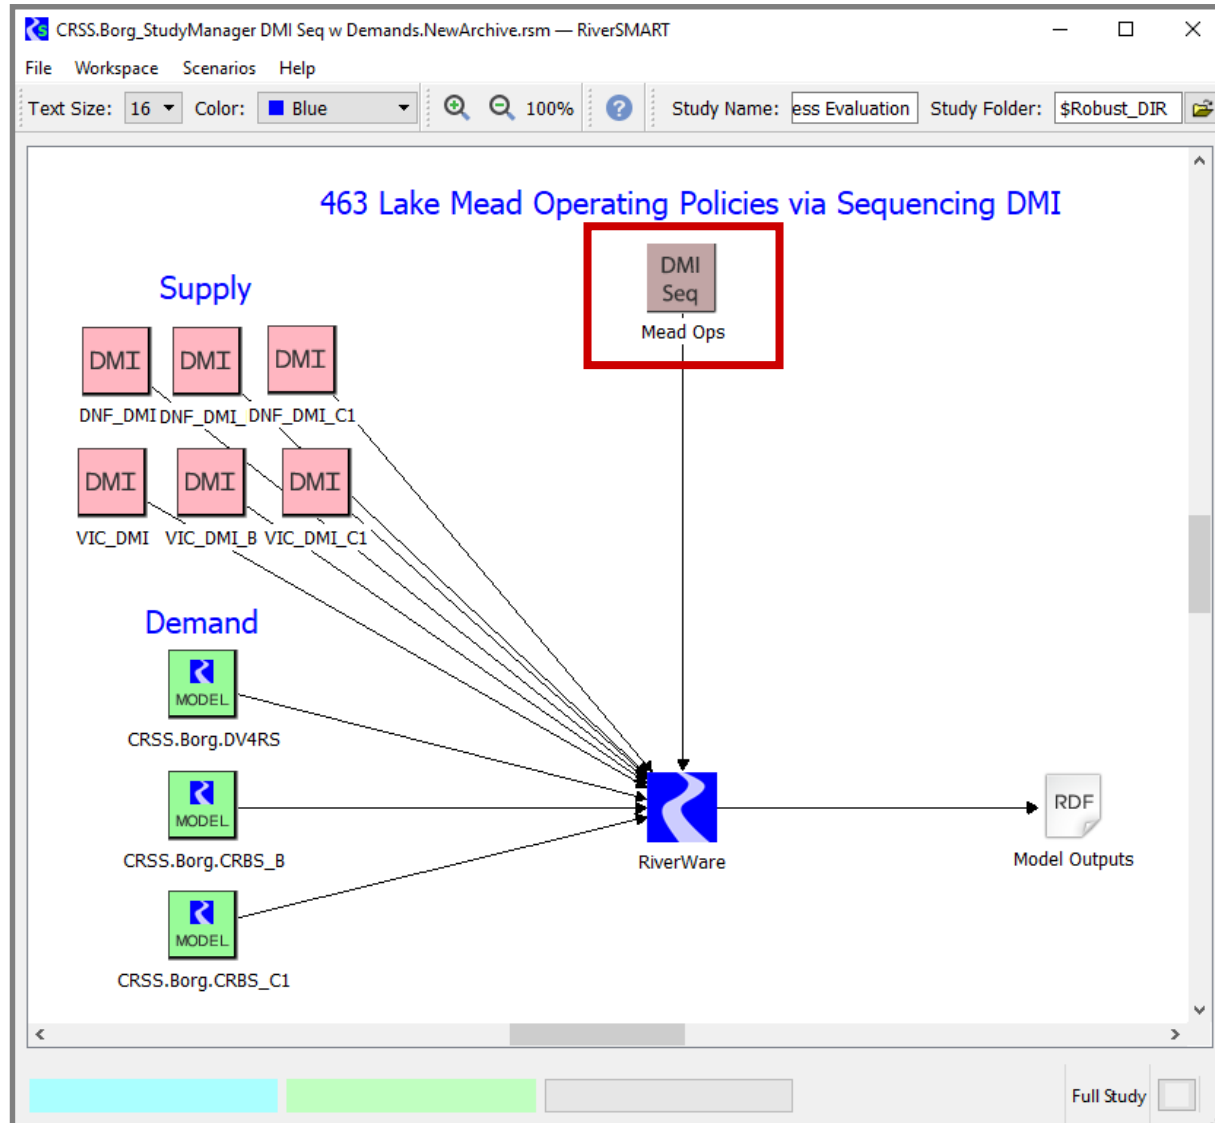 CRSS.Borg_StudyManager DMI Seq w Demands.NewArchive.rsm — RiverSMART
File Workspace Scenarios Help
Text Size: 16 Color: Blue 100% ? Study Name: ess Evaluation Study Folder: $Robust_DIR
463 Lake Mead Operating Policies via Sequencing DMI
DMI
Seq
Mead Ops
Supply
DMI DMI DMI
DNF_DMI DNF_DMI_ DNF_DMI_C1
DMI DMI DMI
VIC_DMI VIC_DMI_B VIC_DMI_C1
Demand
MODEL
CRSS.Borg.DV4RS
MODEL
CRSS.Borg.CRBS_B
MODEL
CRSS.Borg.CRBS_C1
RiverWare
RDF
Model Outputs
Full Study